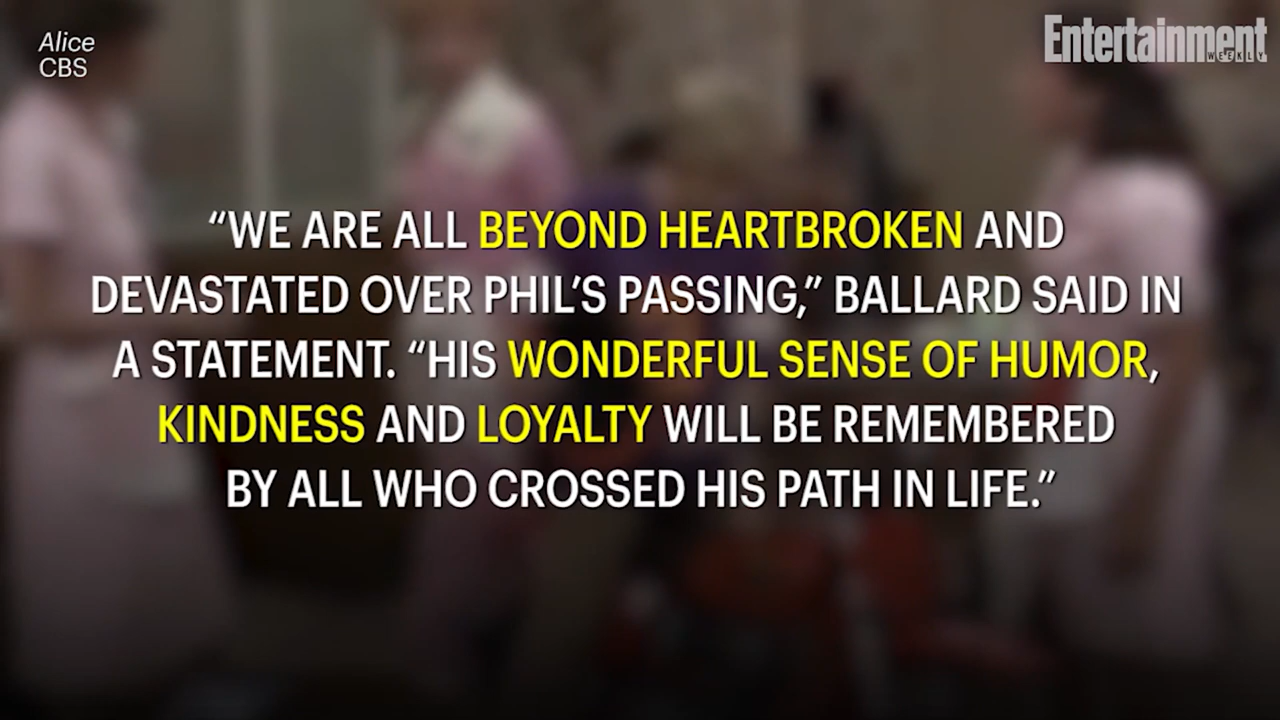 Alice
CBS
Entertainment
WEEKLY
“WE ARE ALL BEYOND HEARTBROKEN AND
DEVASTATED OVER PHIL’S PASSING,” BALLARD SAID IN
A STATEMENT. “HIS WONDERFUL SENSE OF HUMOR,
KINDNESS AND LOYALTY WILL BE REMEMBERED
BY ALL WHO CROSSED HIS PATH IN LIFE.”